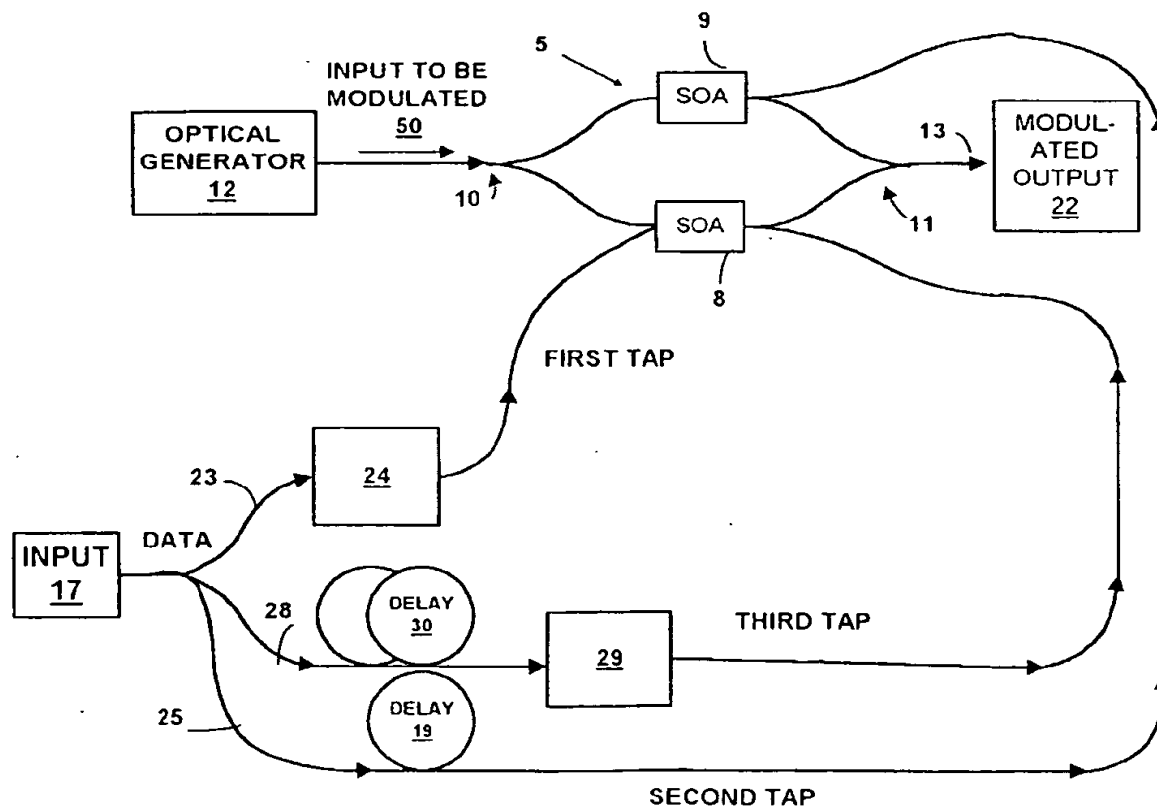 9
5
INPUT TO BE
MODULATED
50
SOA
OPTICAL
GENERATOR
12
10
13
MODUL-
ATED
OUTPUT
22
11
SOA
8
FIRST TAP
24
23
DATA
INPUT
17
DELAY
30
28
29
THIRD TAP
DELAY
19
25
SECOND TAP